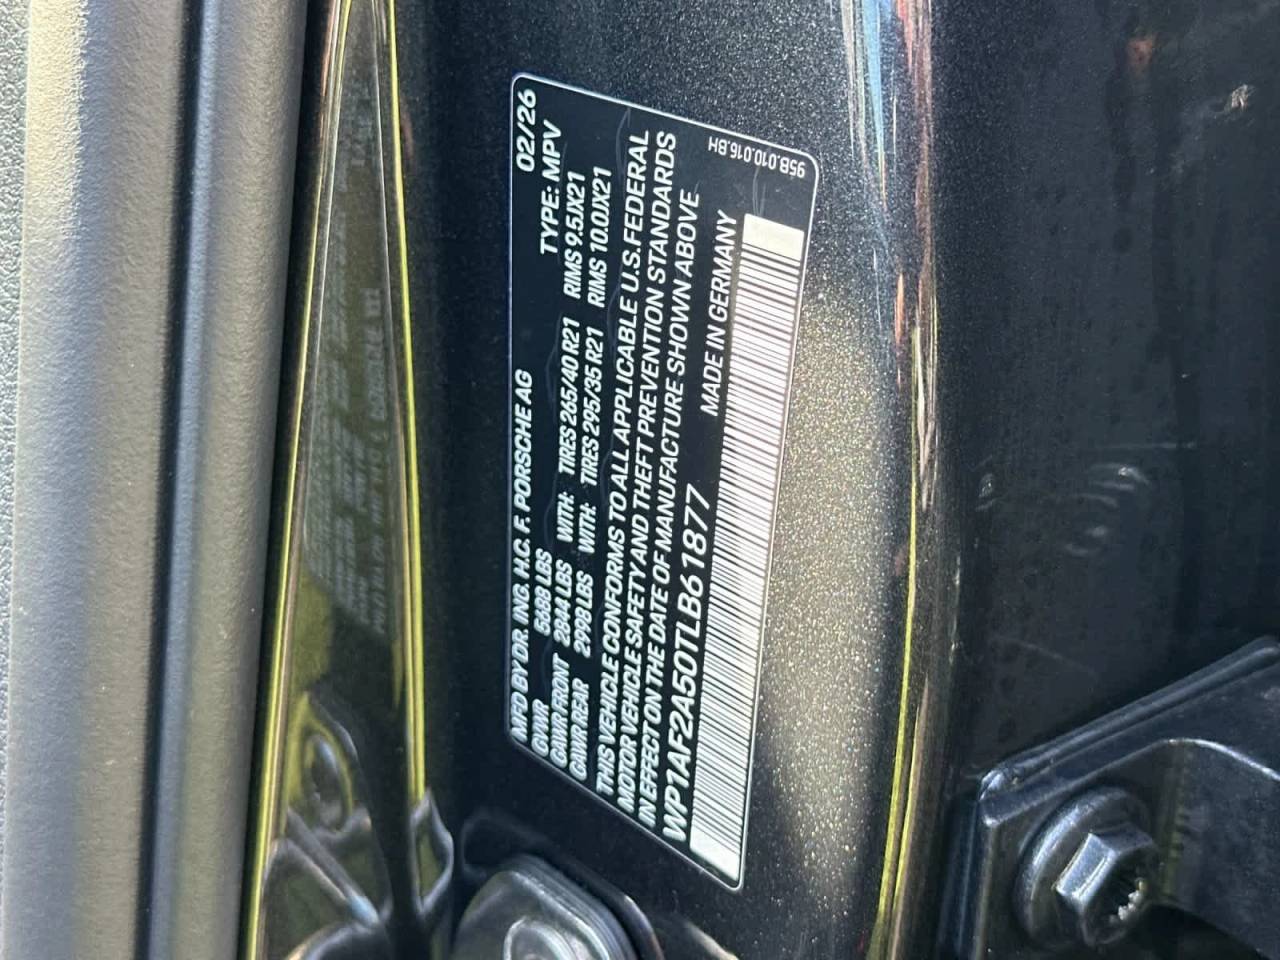 MFD BY DR. ING. H.C. F. PORSCHE AG 02/26
GVWR 5888 LBS TYPE: MPV
GAWR FRONT 2844 LBS WITH: TIRES 265/40 R21 RIMS 9.5JX21
GAWR REAR 2998 LBS WITH: TIRES 295/35 R21 RIMS 10.0JX21
THIS VEHICLE CONFORMS TO ALL APPLICABLE U.S.FEDERAL
MOTOR VEHICLE SAFETY AND THEFT PREVENTION STANDARDS
IN EFFECT ON THE DATE OF MANUFACTURE SHOWN ABOVE
WP1AF2A50TLB61877 MADE IN GERMANY
95B.010.016.BH